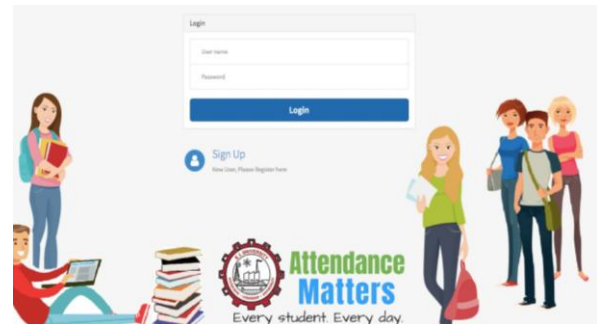 Login
User name
Password
Login
Sign Up
New User, Please Register here
Attendance
Matters
Every student. Every day.